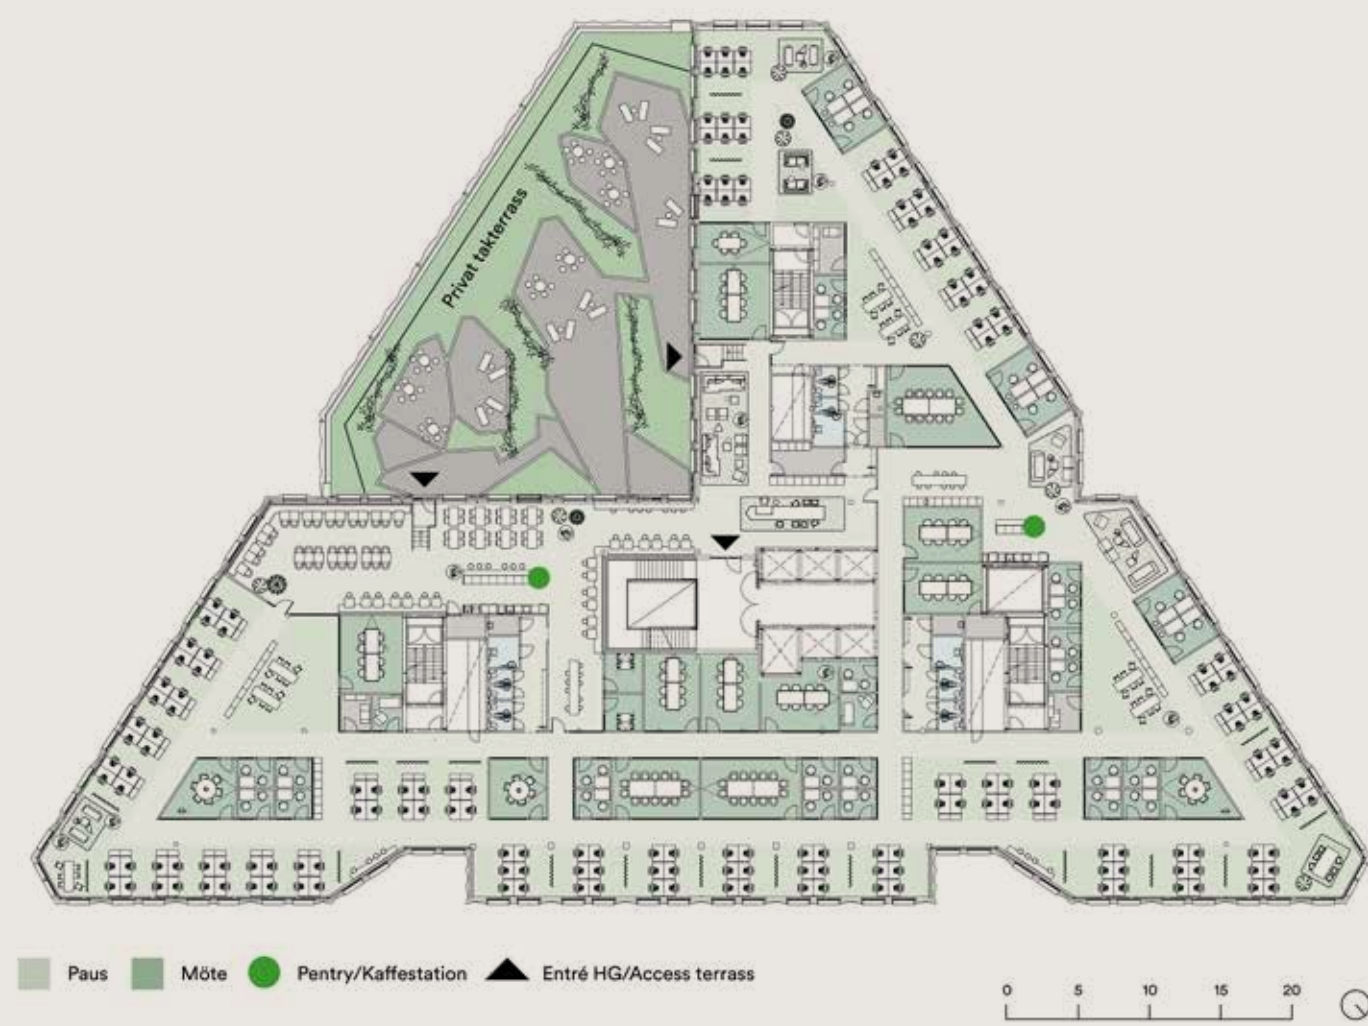 Privat takterrass
Paus
Möte
Pentry/Kaffestation
Entré HG/Access terrass
0 5 10 15 20